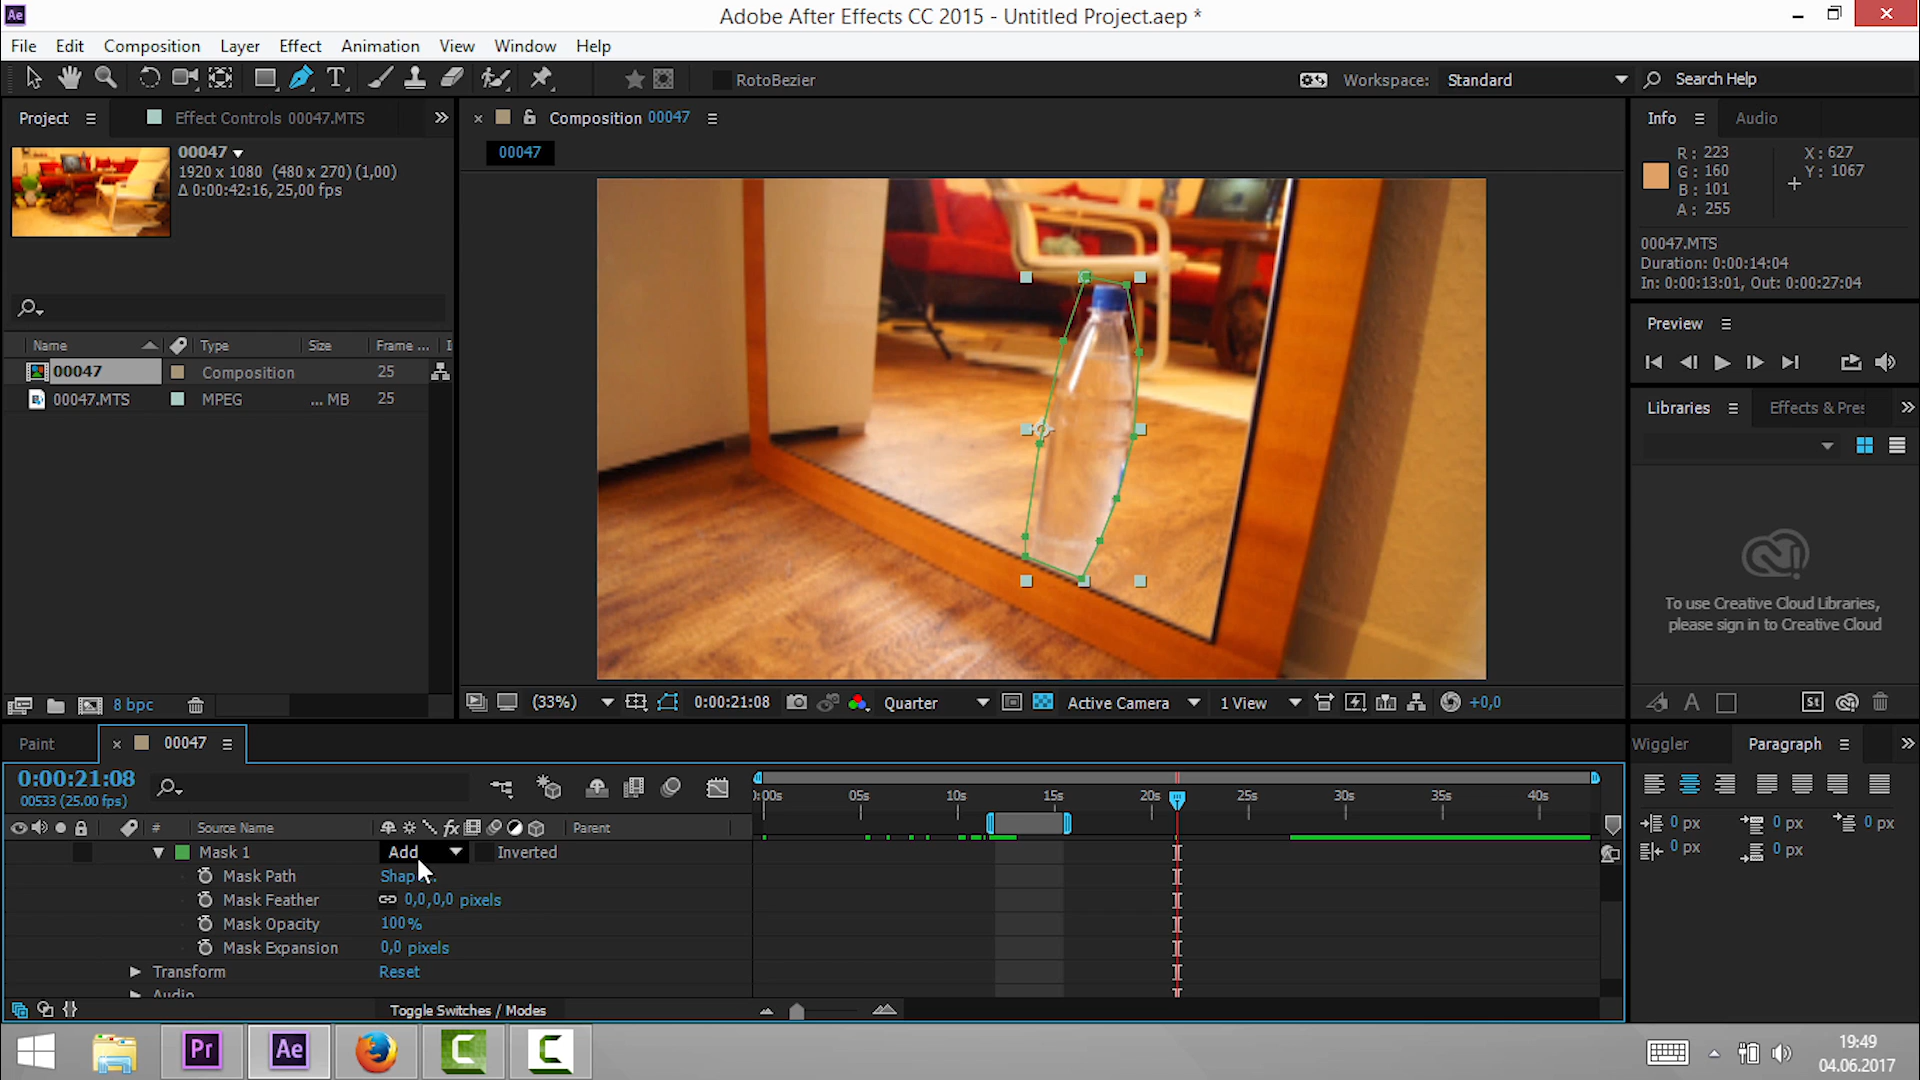 Ae
Adobe After Effects CC 2015 - Untitled Project.aep *
File Edit Composition Layer Effect Animation View Window Help
RotoBezier
Workspace: Standard
Search Help
Project
Effect Controls 00047.MTS
Composition 00047
Info
Audio
00047
00047
1920 x 1080 (480 x 270) (1,00)
Δ 0:00:42:16, 25,00 fps
R: 223
G: 160
B: 101
A: 255
X: 627
Y: 1067
00047.MTS
Duration: 0:00:14:04
In: 0:00:13:01, Out: 0:00:27:04
Preview
Name Type Size Frame ...
00047 Composition 25
00047.MTS MPEG ... MB 25
Libraries
Effects & Pres
To use Creative Cloud Libraries,
please sign in to Creative Cloud
8 bpc
(33%) 0:00:21:08 Quarter Active Camera 1 View +0,0
A St
Paint
00047
Wiggler
Paragraph
0:00:21:08
00533 (25.00 fps)
):00s 05s 10s 15s 20s 25s 30s 35s 40s
# Source Name fx Parent
Mask 1 Add Inverted
Mask Path
Mask Feather 0,0,0,0 pixels
Mask Opacity 100%
Mask Expansion 0,0 pixels
Transform Reset
Audio
Toggle Switches / Modes
0 px 0 px 0 px
0 px 0 px
Pr Ae C C
19:49
04.06.2017